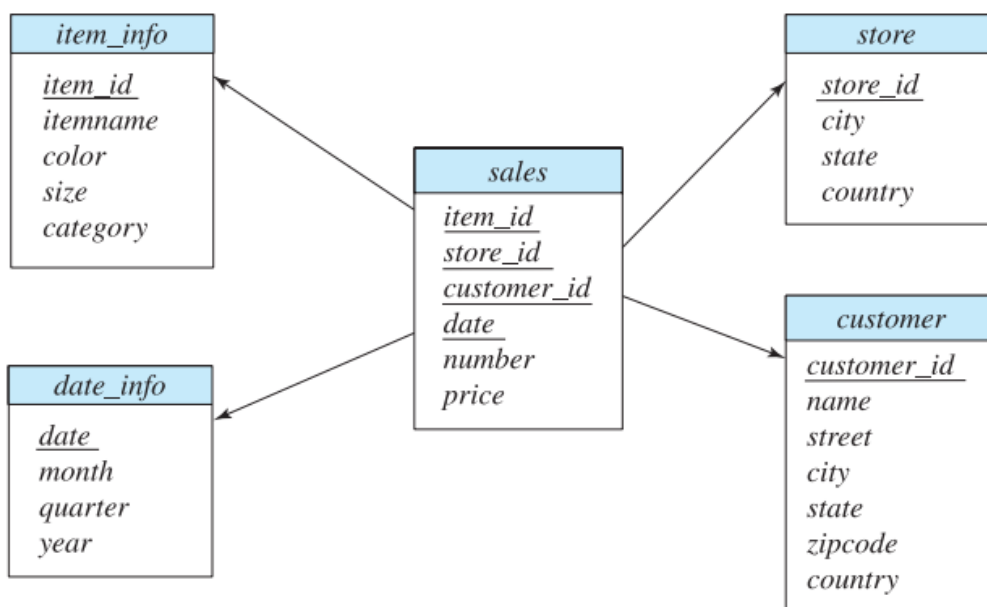 item_info
item_id
itemname
color
size
category
store
store_id
city
state
country
sales
item_id
store_id
customer_id
date
number
price
date_info
date
month
quarter
year
customer
customer_id
name
street
city
state
zipcode
country